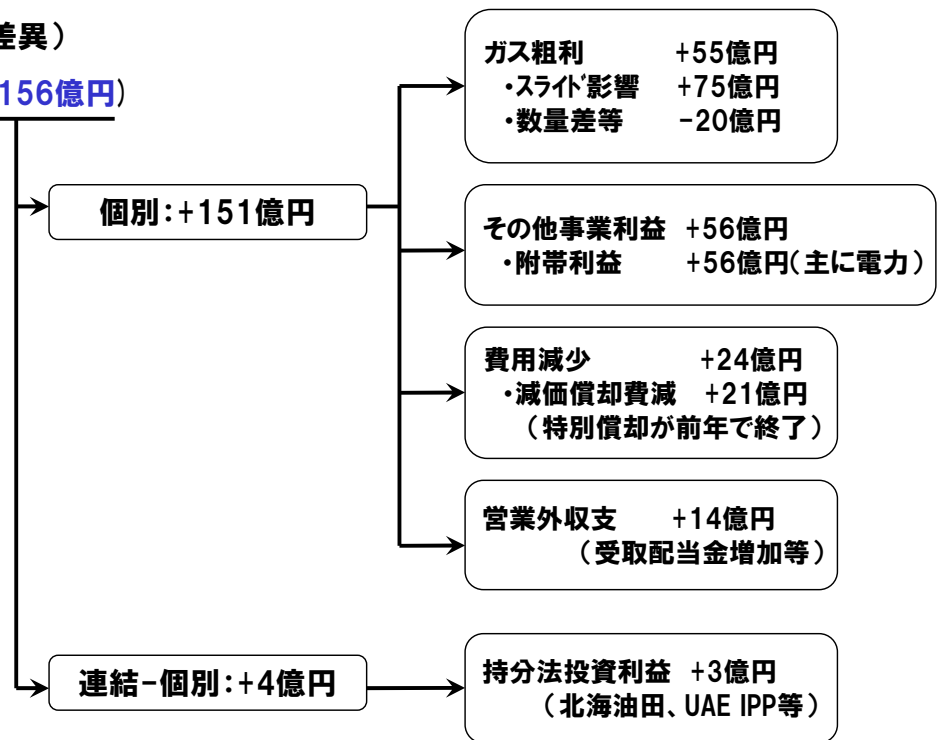 差異）
156億円）
個別：+151億円
ガス粗利 +55億円
・スライド影響 +75億円
・数量差等 -20億円
その他事業利益 +56億円
・附帯利益 +56億円（主に電力）
費用減少 +24億円
・減価償却費減 +21億円
（特別償却が前年で終了）
営業外収支 +14億円
（受取配当金増加等）
連結-個別：+4億円
持分法投資利益 +3億円
（北海油田、UAE IPP等）